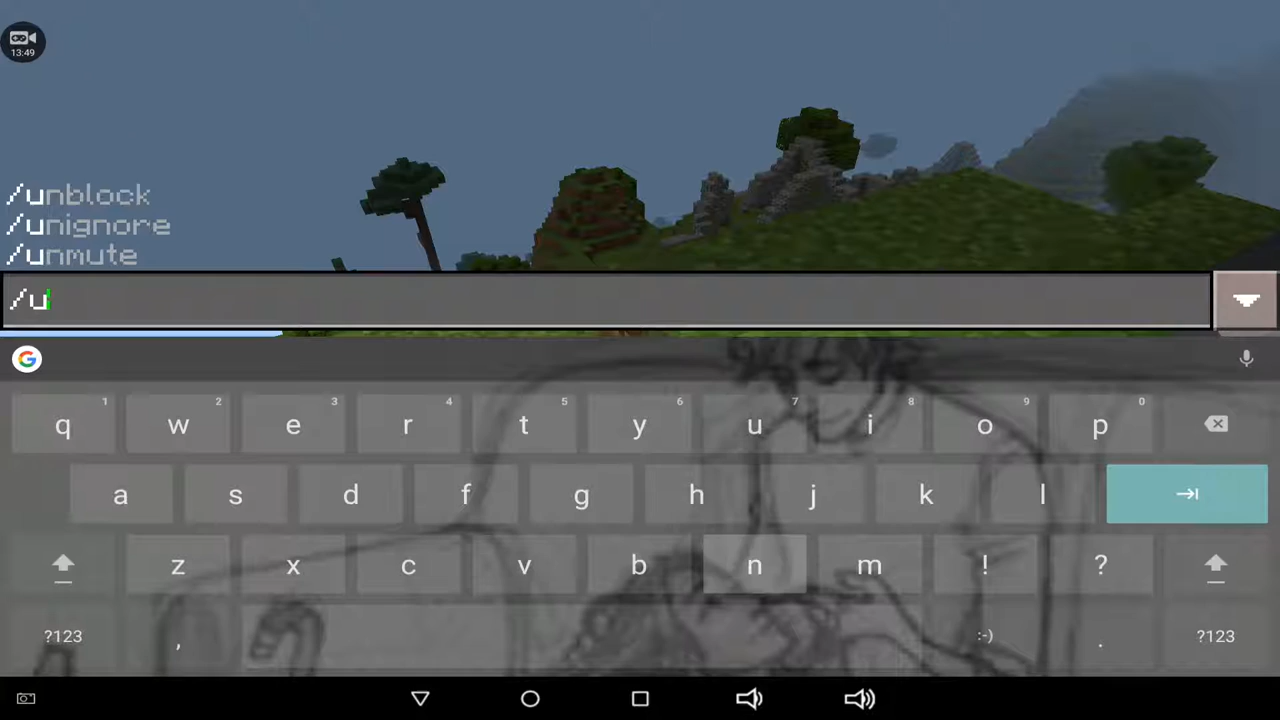 13:49
/unblock
/unignore
/unmute
/u
G
q 1 w 2 e 3 r 4 t 5 y 6 u 7 i 8 o 9 p 0
a s d f g h j k l
z x c v b n m ! ?
?123 , :-) . ?123